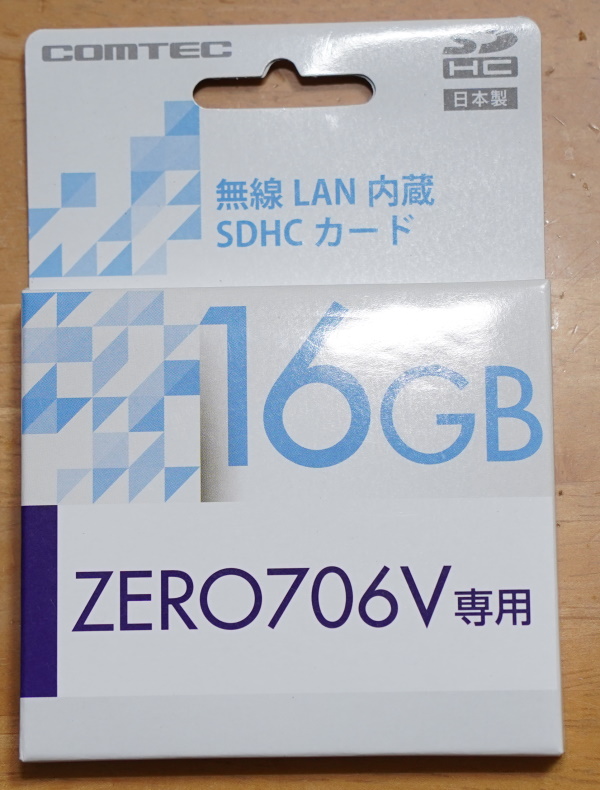 COMTEC
SD
HC
日本製
無線 LAN 内蔵
SDHC カード
16GB
ZERO706V専用